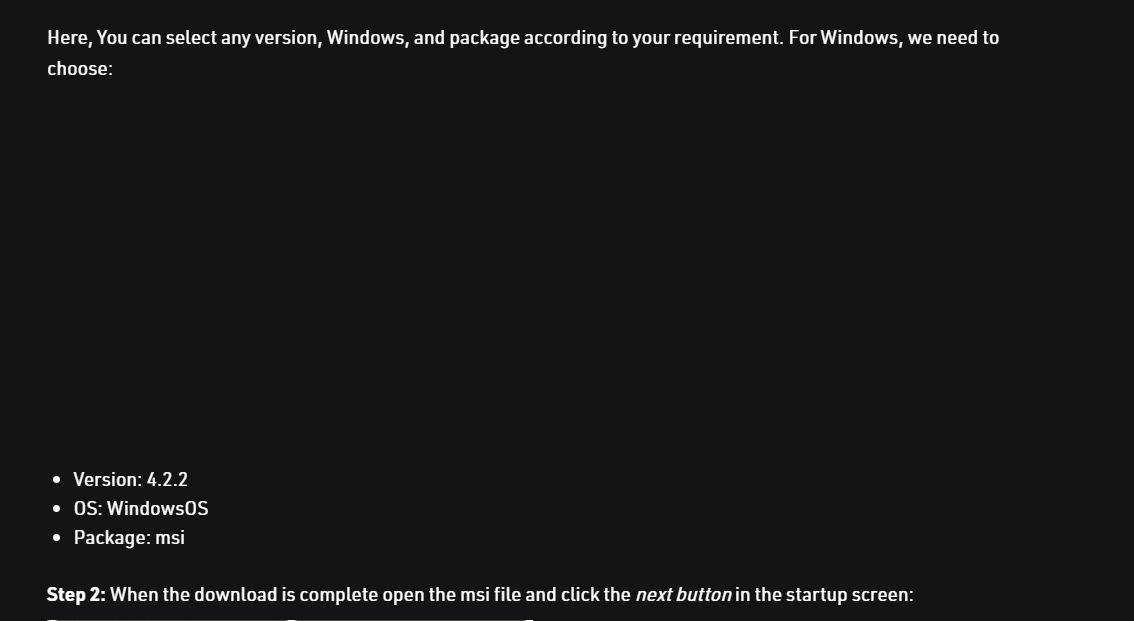 Here, You can select any version, Windows, and package according to your requirement. For Windows, we need to
choose:
Version: 4.2.2
OS: WindowsOS
Package: msi
Step 2: When the download is complete open the msi file and click the next button in the startup screen: